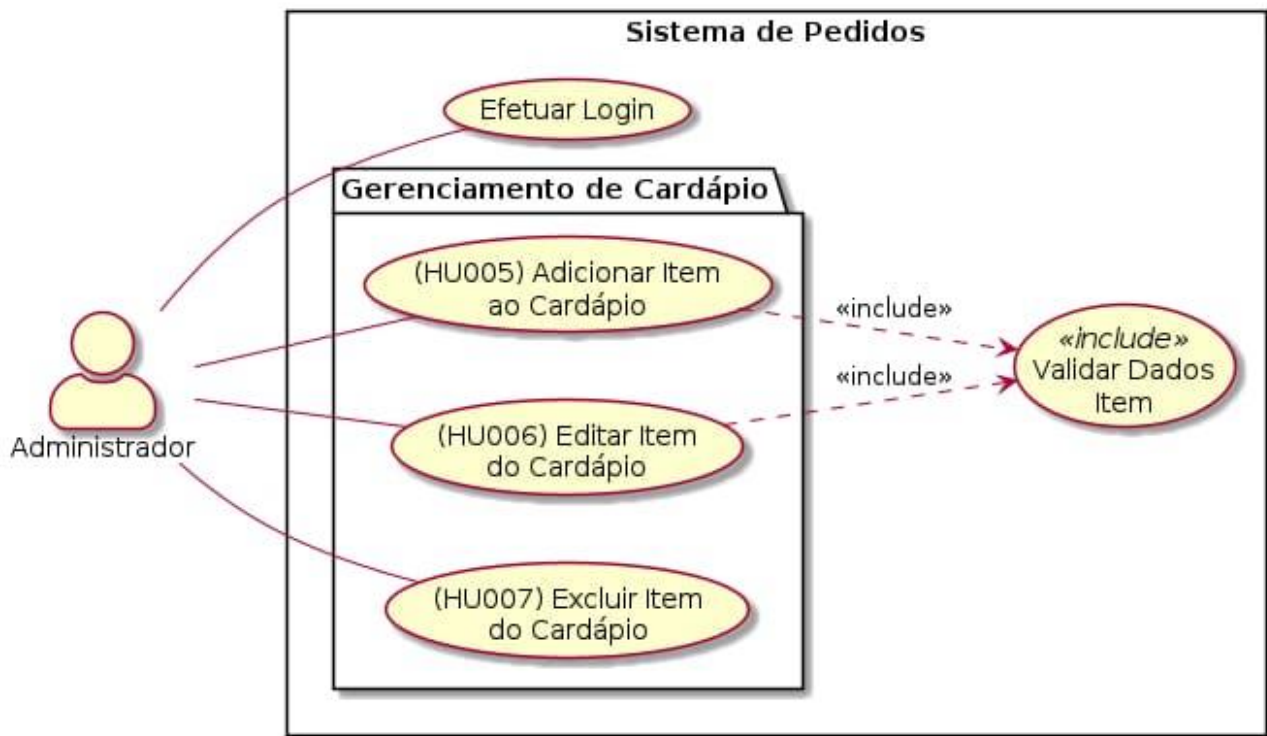 Sistema de Pedidos
Efetuar Login
Gerenciamento de Cardápio
(HU005) Adicionar Item
ao Cardápio
«include»
«include»
Validar Dados
Item
«include»
(HU006) Editar Item
do Cardápio
Administrador
(HU007) Excluir Item
do Cardápio